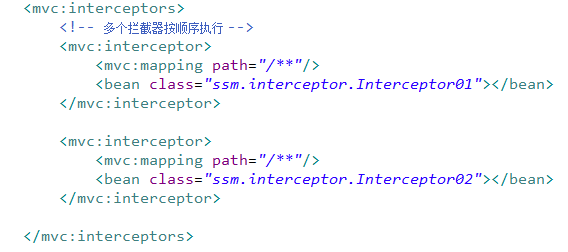 <mvc:interceptors>
<!-- 多个拦截器按顺序执行 -->
<mvc:interceptor>
<mvc:mapping path="/**"/>
<bean class="ssm.interceptor.Interceptor01"></bean>
</mvc:interceptor>
<mvc:interceptor>
<mvc:mapping path="/**"/>
<bean class="ssm.interceptor.Interceptor02"></bean>
</mvc:interceptor>
</mvc:interceptors>